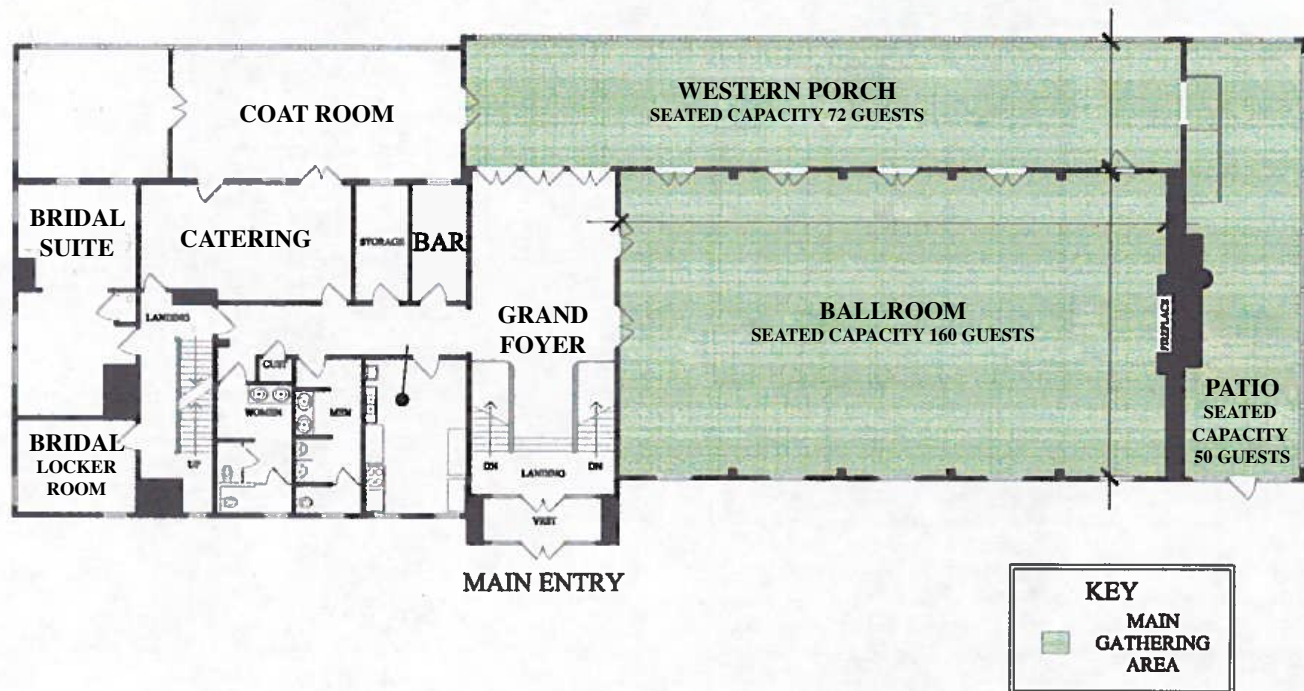 WESTERN PORCH
SEATED CAPACITY 72 GUESTS
COAT ROOM
BRIDAL
SUITE
CATERING
STORAGE
BAR
LANDING
GRAND
FOYER
BALLROOM
SEATED CAPACITY 160 GUESTS
FIREPLACE
CUST
WOMEN
MEN
PATIO
SEATED
CAPACITY
50 GUESTS
BRIDAL
LOCKER
ROOM
UP
DN
LANDING
DN
VEST
MAIN ENTRY
KEY
MAIN
GATHERING
AREA